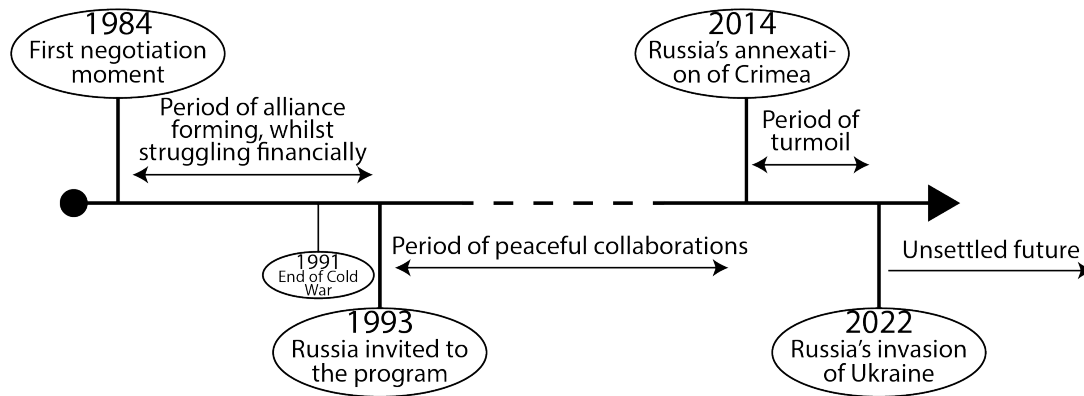 1984
First negotiation
moment
Period of alliance
forming, whilst
struggling financially
1991
End of Cold
War
1993
Russia invited to
the program
Period of peaceful collaborations
2014
Russia's annexati-
on of Crimea
Period of
turmoil
2022
Russia's invasion
of Ukraine
Unsettled future